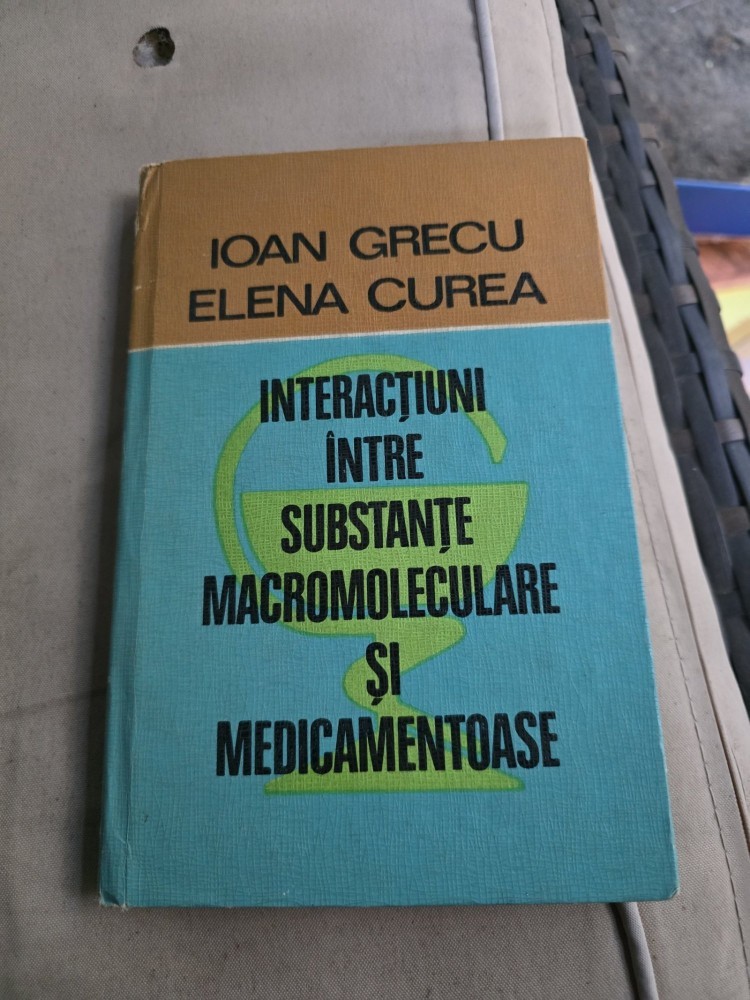 IOAN GRECU
ELENA CUREA
INTERACȚIUNI
ÎNTRE
SUBSTANȚE
MACROMOLECULARE
ȘI
MEDICAMENTOASE